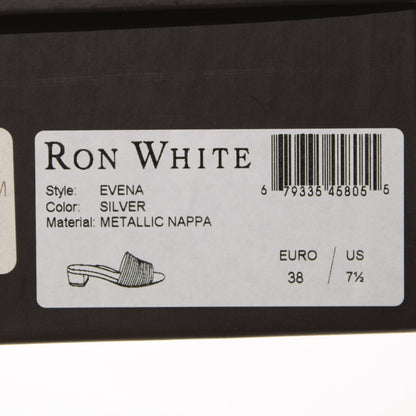 RON WHITE
Style: EVENA
Color: SILVER
Material: METALLIC NAPPA
6 79335 45805 5
EURO / US
38 / 7½